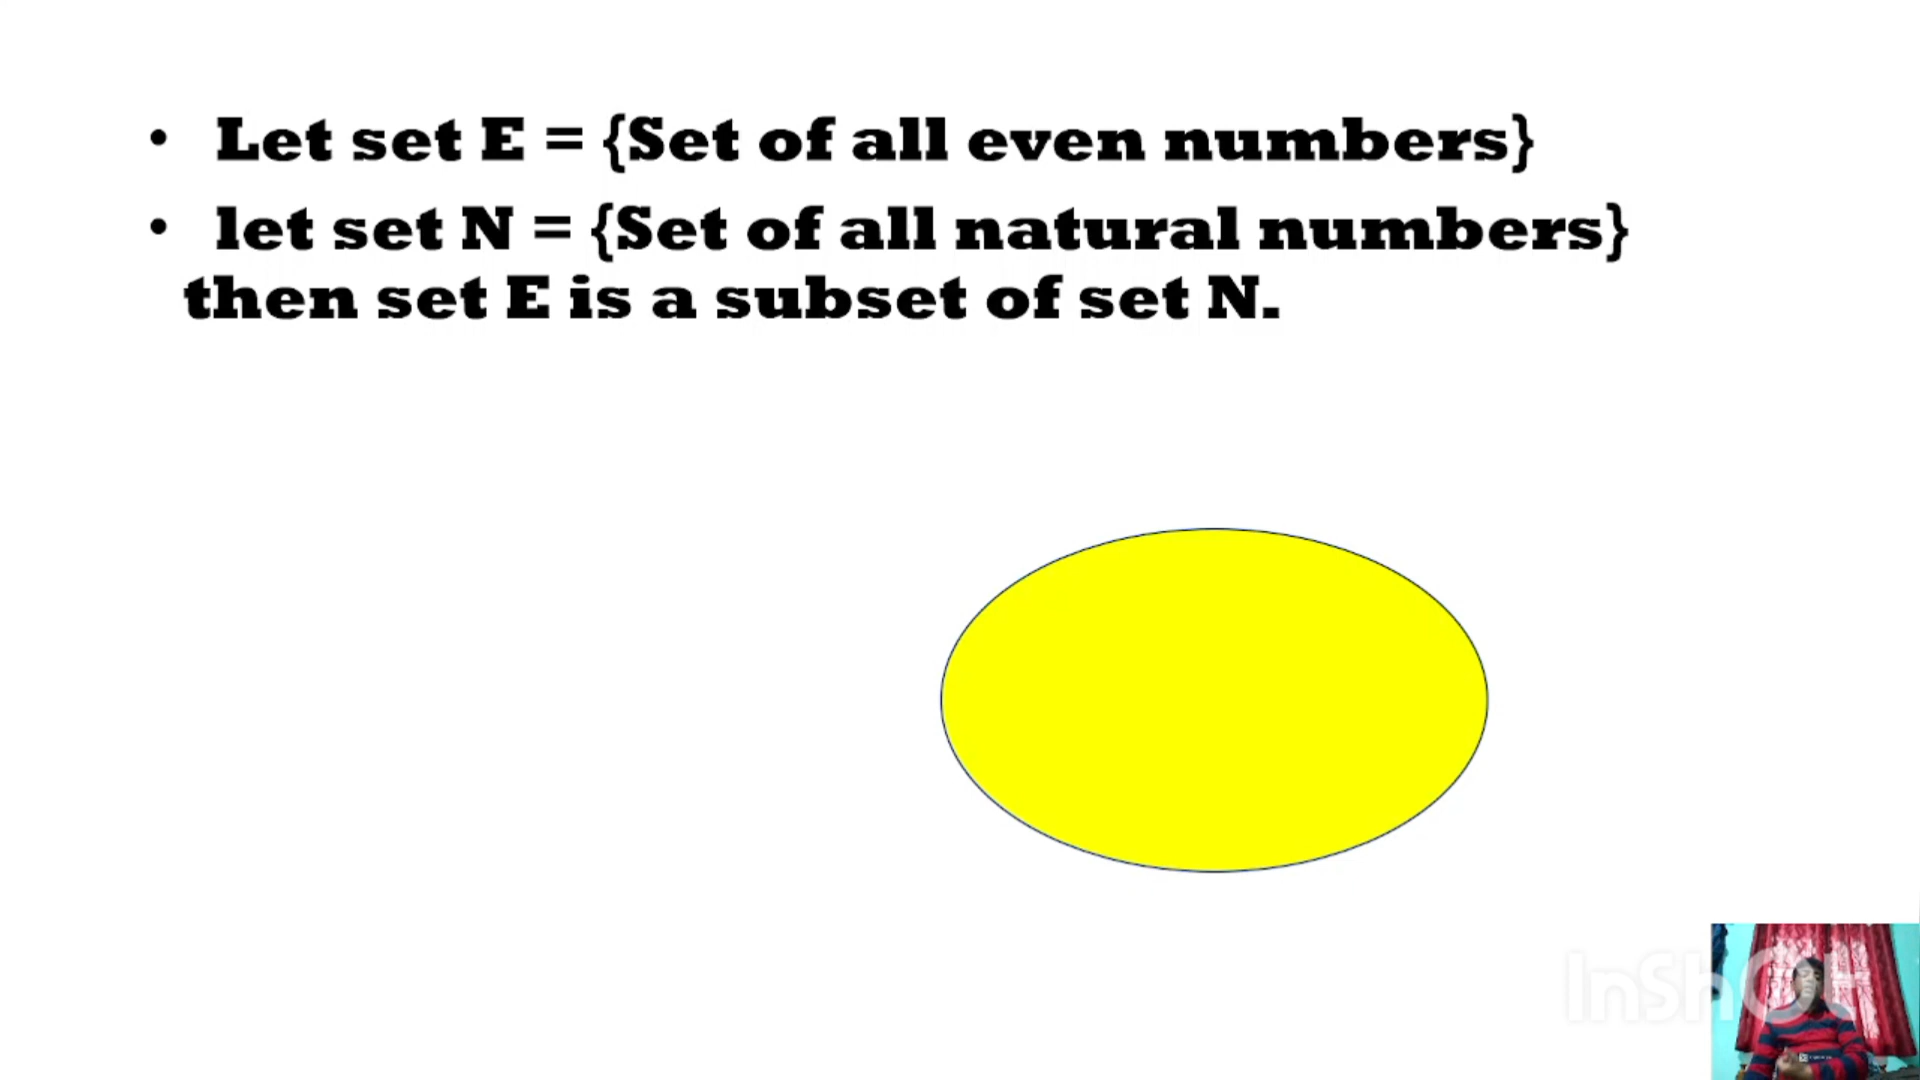 • Let set E = {Set of all even numbers}
• let set N = {Set of all natural numbers}
then set E is a subset of set N.
InShOt